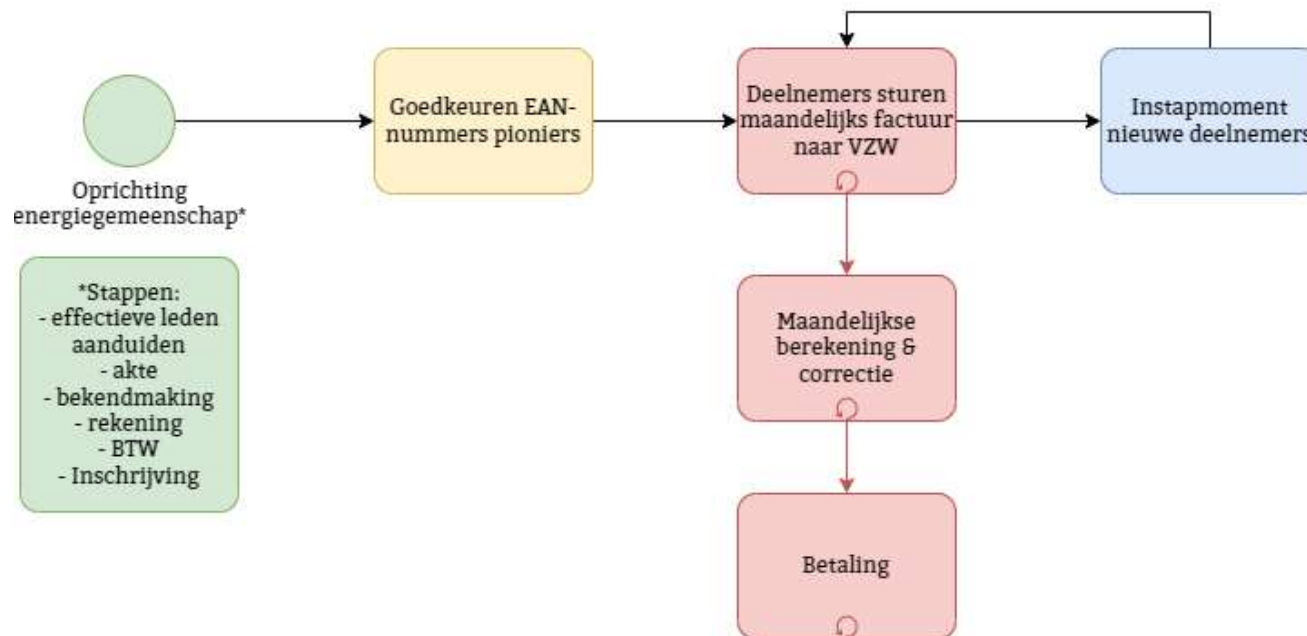 Oprichting
energiegemeenschap*
*Stappen:
- effectieve leden
aanduiden
- akte
- bekendmaking
- rekening
- BTW
- Inschrijving
Goedkeuren EAN-
nummers pioniers
Deelnemers sturen
maandelijks factuur
naar VZW
Instapmoment
nieuwe deelnemers
Maandelijkse
berekening &
correctie
Betaling